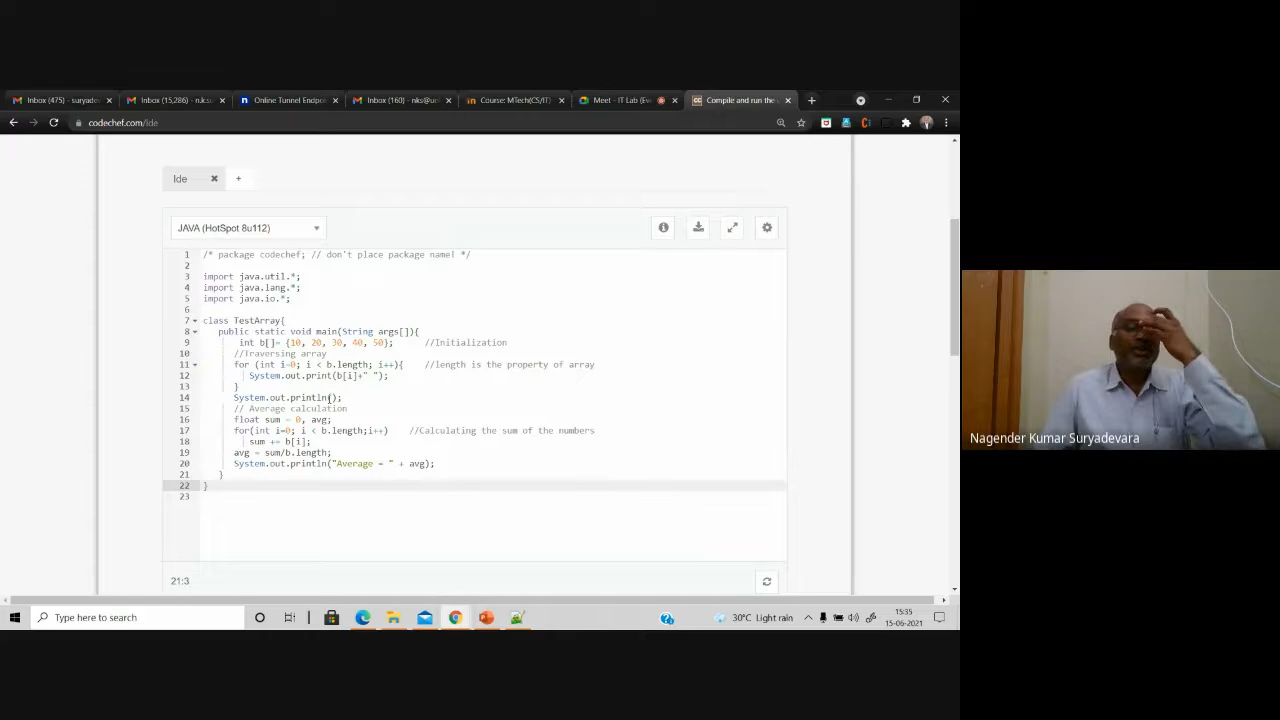 Inbox (475) - suryade
Inbox (15,286) - n.k.su
Online Tunnel Endpo
Inbox (160) - nks@un
Course: MTech(CS/IT)
Meet - IT Lab (Eve
CC Compile and run the
codechef.com/ide
Ide
+
JAVA (HotSpot 8u112)
1 /* package codechef; // don't place package name! */
2
3 import java.util.*;
4 import java.lang.*;
5 import java.io.*;
6
7 class TestArray{
8 public static void main(String args[]){
9 int b[]= {10, 20, 30, 40, 50}; //Initialization
10 //Traversing array
11 for (int i=0; i < b.length; i++){ //length is the property of array
12 System.out.print(b[i]+" ");
13 }
14 System.out.println();
15 // Average calculation
16 float sum = 0, avg;
17 for(int i=0; i < b.length;i++) //Calculating the sum of the numbers
18 sum += b[i];
19 avg = sum/b.length;
20 System.out.println("Average = " + avg);
21 }
22 }
23
21:3
Nagender Kumar Suryadevara
Type here to search
30°C Light rain
15:35
15-06-2021